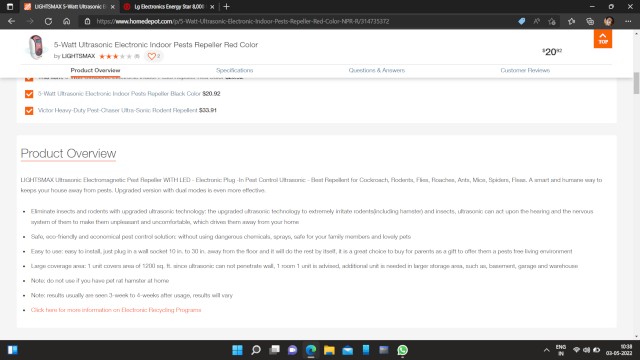 LIGHTSMAX 5-Watt Ultrasonic E
Lg Electronics Energy Star 8,000
https://www.homedepot.com/p/5-Watt-Ultrasonic-Electronic-Indoor-Pests-Repeller-Red-Color-NPR-R/314735372
5-Watt Ultrasonic Electronic Indoor Pests Repeller Red Color
by LIGHTSMAX
2
$20⁹²
TOP
Product Overview
Specifications
Questions & Answers
Customer Reviews
5-Watt Ultrasonic Electronic Indoor Pests Repeller Black Color $20.92
Victor Heavy-Duty Pest-Chaser Ultra-Sonic Rodent Repellent $33.91
Product Overview
LIGHTSMAX Ultrasonic Electromagnetic Pest Repeller WITH LED - Electronic Plug -In Pest Control Ultrasonic - Best Repellent for Cockroach, Rodents, Flies, Roaches, Ants, Mice, Spiders, Fleas. A smart and humane way to
keeps your house away from pests. Upgraded version with dual modes is even more effective.
• Eliminate insects and rodents with upgraded ultrasonic technology: the upgraded ultrasonic technology to extremely irritate rodents(including hamster) and insects, ultrasonic can act upon the hearing and the nervous
system of them to make them unpleasant and uncomfortable, which drives them away from your home
• Safe, eco-friendly and economical pest control solution: without using dangerous chemicals, sprays, safe for your family members and lovely pets
• Easy to use: easy to install, just plug in a wall socket 10 in. to 30 in. away from the floor and it will do the rest by itself, it is a great choice to buy for parents as a gift to offer them a pests free living environment
• Large coverage area: 1 unit covers area of 1200 sq. ft. since ultrasonic can not penetrate wall, 1 room 1 unit is advised, additional unit is needed in larger storage area, such as, basement, garage and warehouse
• Note: do not use if you have pet rat hamster at home
• Note: results usually are seen 3-week to 4-weeks after usage, results will vary
• Click here for more information on Electronic Recycling Programs
ENG
IN
10:38
03-05-2022